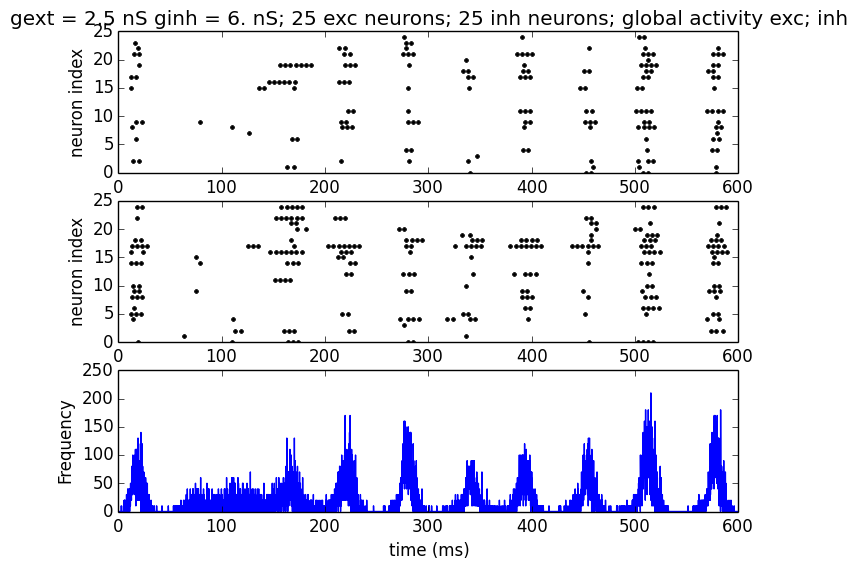 gext = 2.5 nS ginh = 6. nS; 25 exc neurons; 25 inh neurons; global activity exc; inh
25
20
15
10
5
0
neuron index
0 100 200 300 400 500 600
25
20
15
10
5
0
neuron index
0 100 200 300 400 500 600
250
200
150
100
50
0
Frequency
0 100 200 300 400 500 600
time (ms)